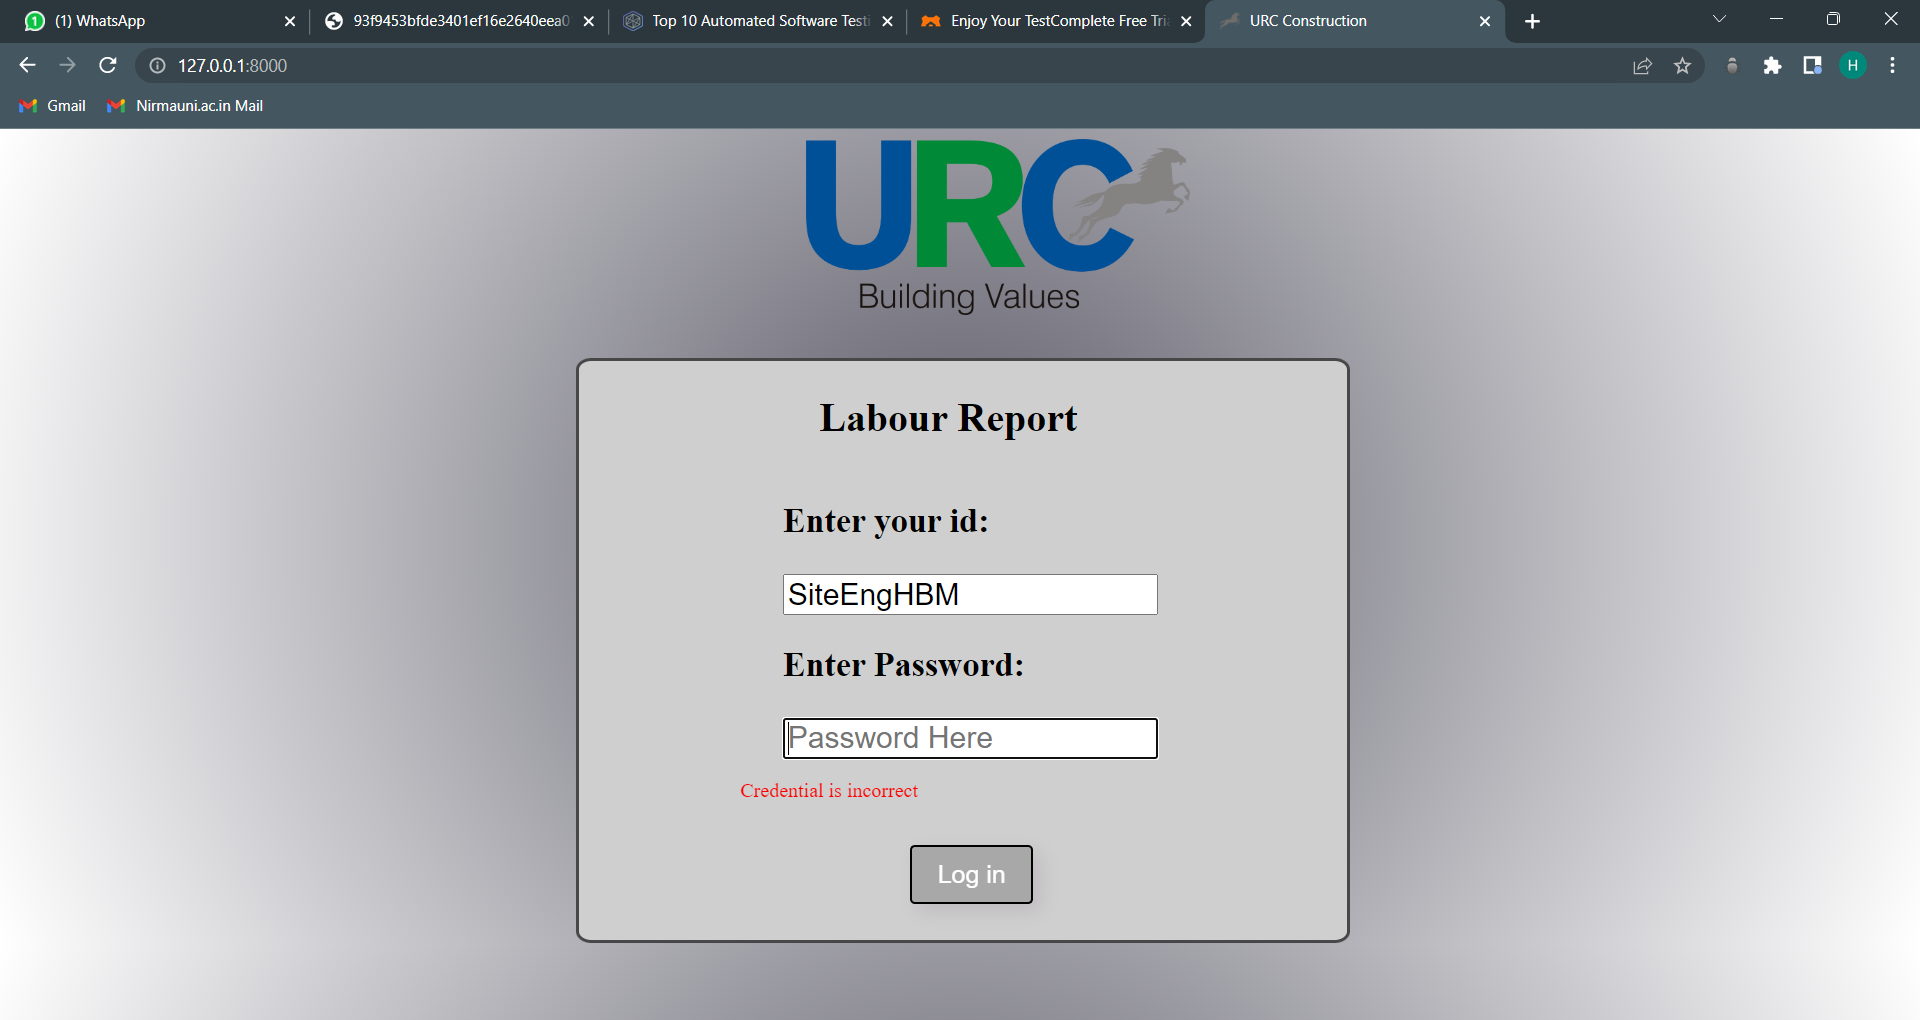 (1) WhatsApp
93f9453bfde3401ef16e2640eea0
Top 10 Automated Software Testi
Enjoy Your TestComplete Free Tria
URC Construction
127.0.0.1:8000
H
Gmail
Nirmauni.ac.in Mail
URC
Building Values
Labour Report
Enter your id:
SiteEngHBM
Enter Password:
Password Here
Credential is incorrect
Log in